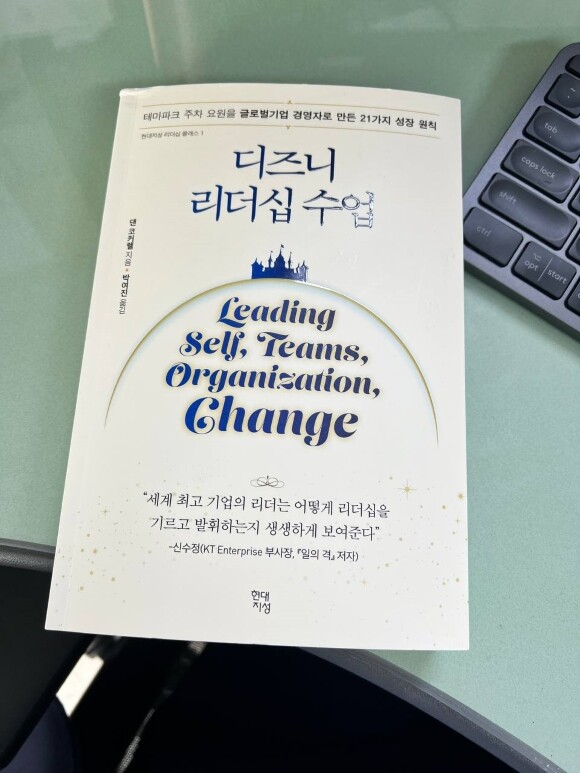 테마파크 주차 요원을 글로벌기업 경영자로 만든 21가지 성장 원칙
현대지성 리더십 클래스 1
디즈니
리더십 수업
댄 코커렐 지음 • 박여진 옮김
Leading
Self, Teams,
Organization,
Change
“세계 최고 기업의 리더는 어떻게 리더십을
기르고 발휘하는지 생생하게 보여준다”
-신수정(KT Enterprise 부사장, 『일의 격』 저자)
현대
지성
tab
caps lock
shift
ctrl
opt
start